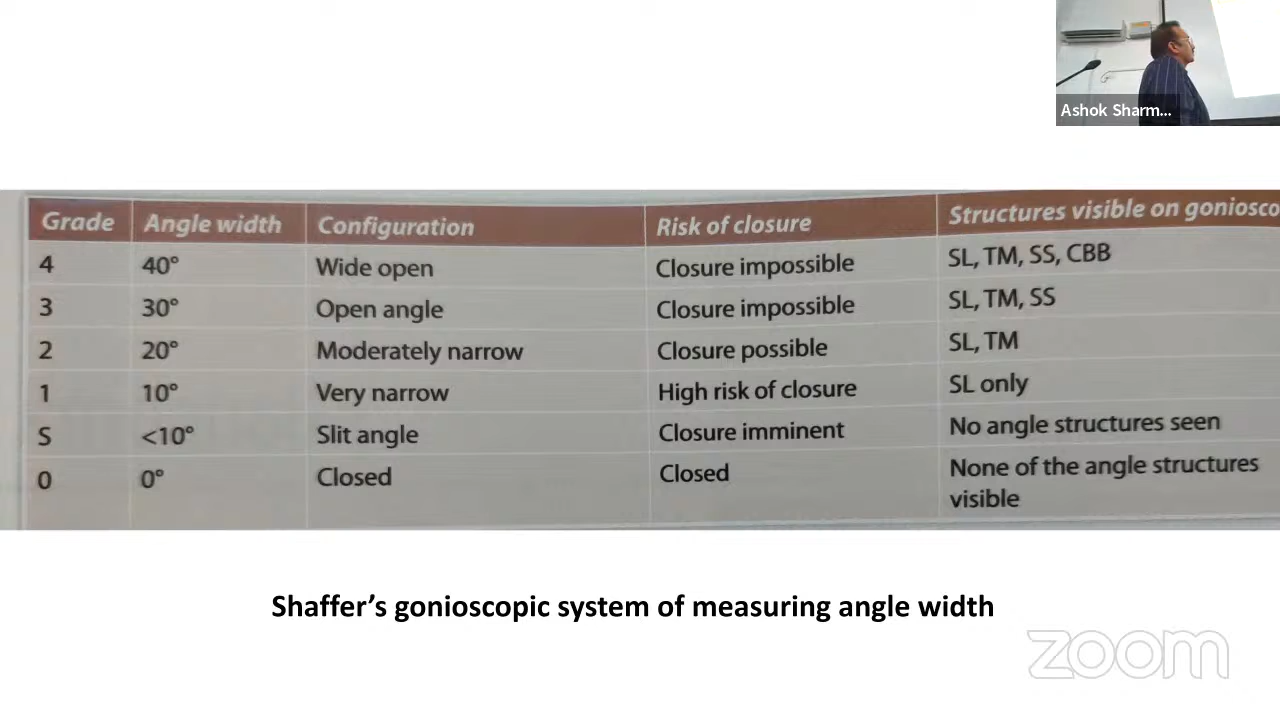 Ashok Sharm...
Grade Angle width Configuration Risk of closure Structures visible on goniosco
4 40° Wide open Closure impossible SL, TM, SS, CBB
3 30° Open angle Closure impossible SL, TM, SS
2 20° Moderately narrow Closure possible SL, TM
1 10° Very narrow High risk of closure SL only
S <10° Slit angle Closure imminent No angle structures seen
0 0° Closed Closed None of the angle structures
visible
Shaffer's gonioscopic system of measuring angle width
zoom